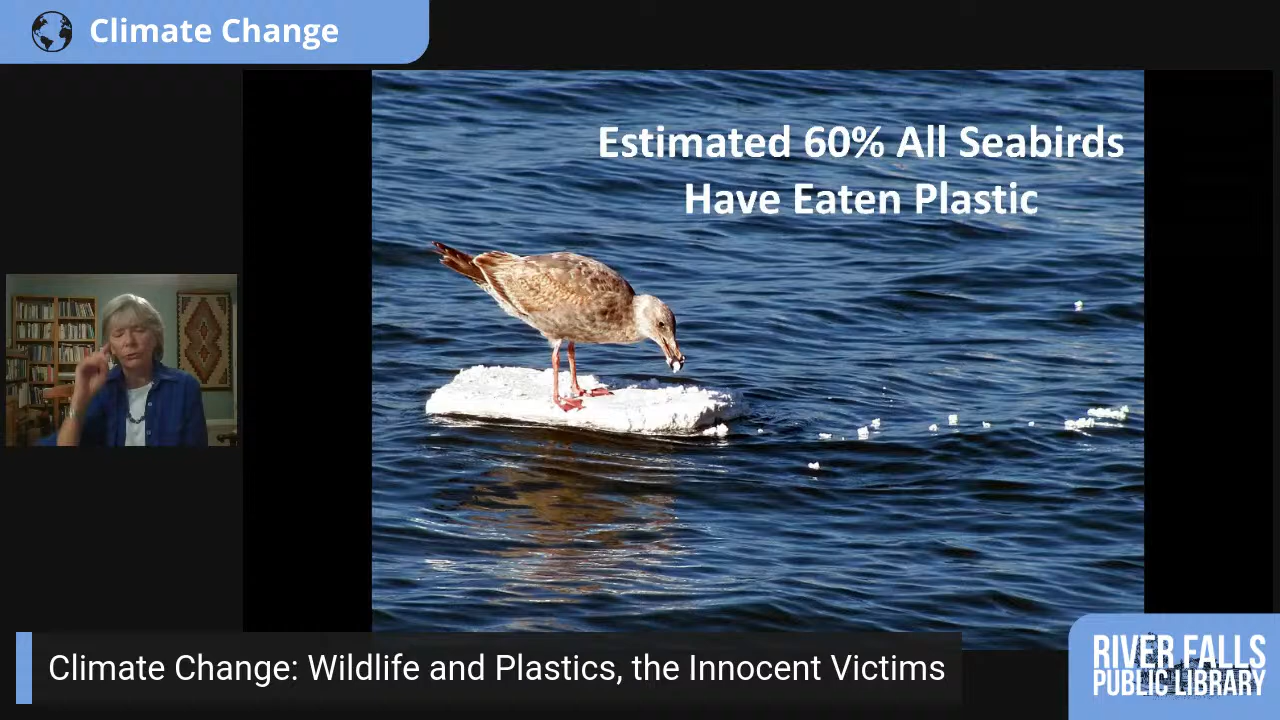 Climate Change
Estimated 60% All Seabirds
Have Eaten Plastic
Climate Change: Wildlife and Plastics, the Innocent Victims
RIVER FALLS
PUBLIC LIBRARY